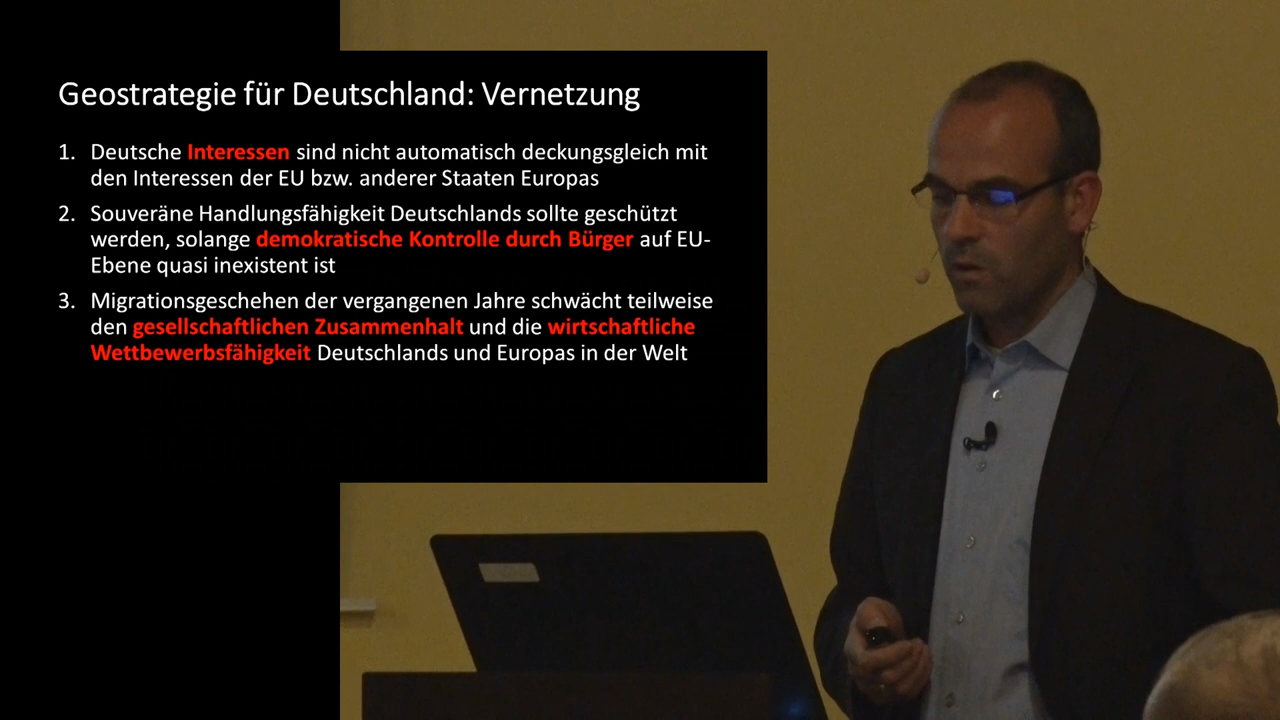 Geostrategie für Deutschland: Vernetzung
1. Deutsche Interessen sind nicht automatisch deckungsgleich mit
den Interessen der EU bzw. anderer Staaten Europas
2. Souveräne Handlungsfähigkeit Deutschlands sollte geschützt
werden, solange demokratische Kontrolle durch Bürger auf EU-
Ebene quasi inexistent ist
3. Migrationsgeschehen der vergangenen Jahre schwächt teilweise
den gesellschaftlichen Zusammenhalt und die wirtschaftliche
Wettbewerbsfähigkeit Deutschlands und Europas in der Welt